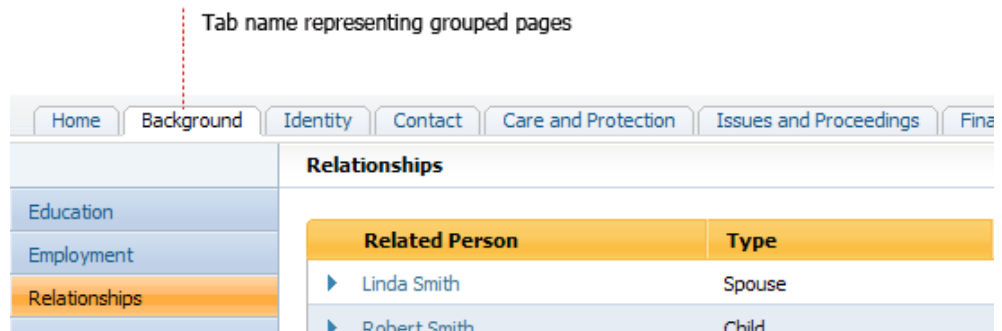 Tab name representing grouped pages
Home Background Identity Contact Care and Protection Issues and Proceedings
Relationships
Education
Related Person Type
Employment
Linda Smith Spouse
Relationships
Robert Smith Child